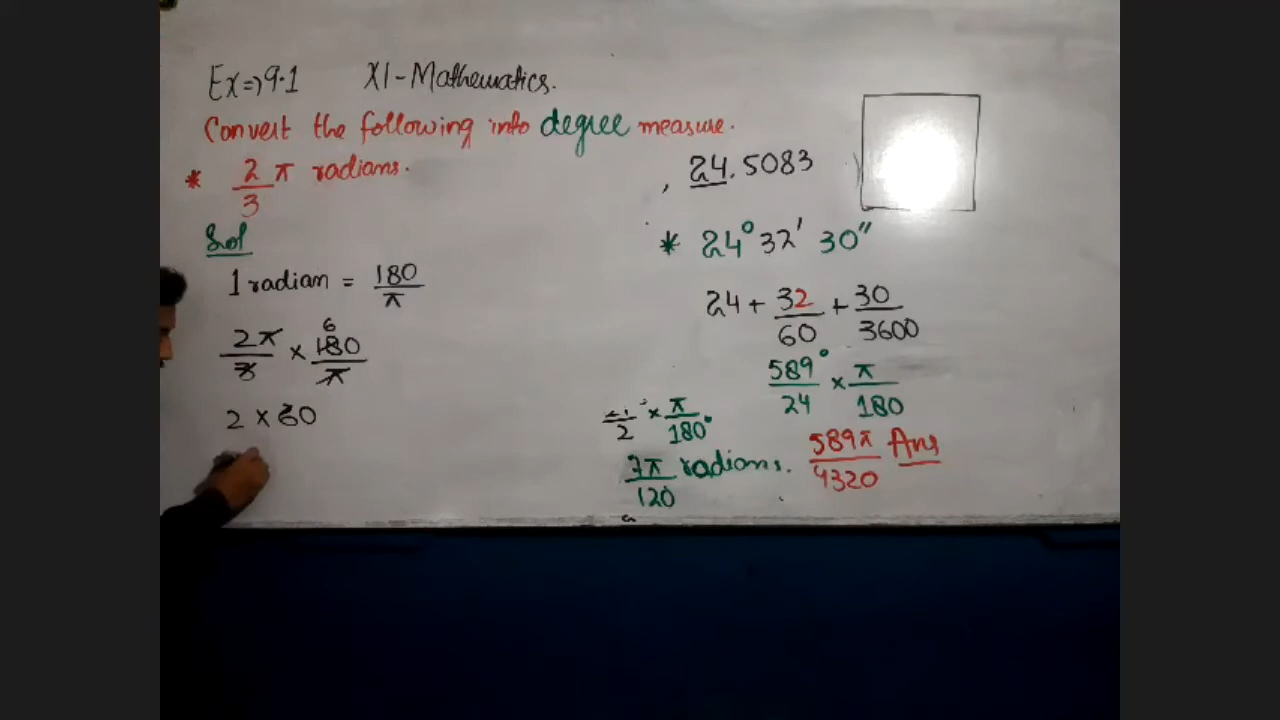 Ex=>9.1 XI-Mathematics.
Convert the following into degree measure.
* 2/3 π radians.
Sol
1 radian = 180/π
2π/3 × 180/π
6
2 × 60
, 24.5083
* 24° 32' 30"
24 + 32/60 + 30/3600
589°/24 × π/180
/2 × π/180°
7π/120 radians.
589π/4320 Ans